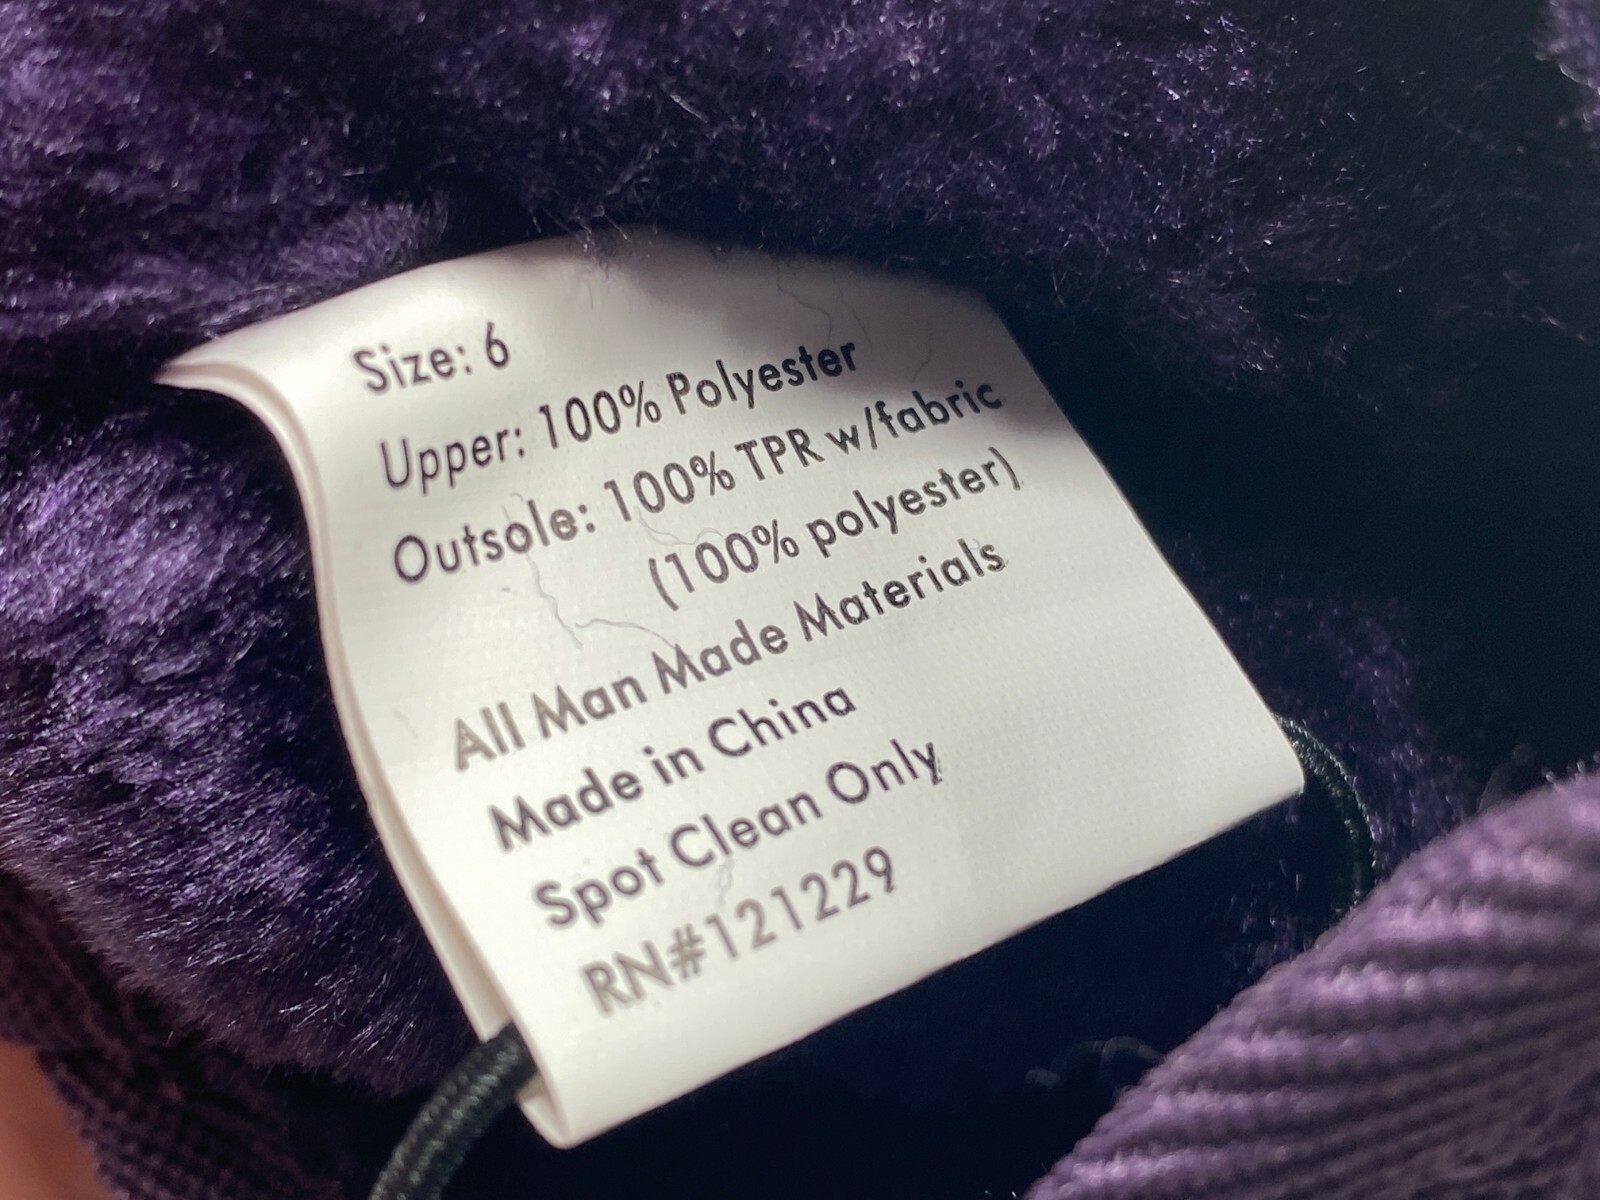 Size: 6
Upper: 100% Polyester
Outsole: 100% TPR w/fabric
(100% polyester)
All Man Made Materials
Made in China
Spot Clean Only
RN#121229